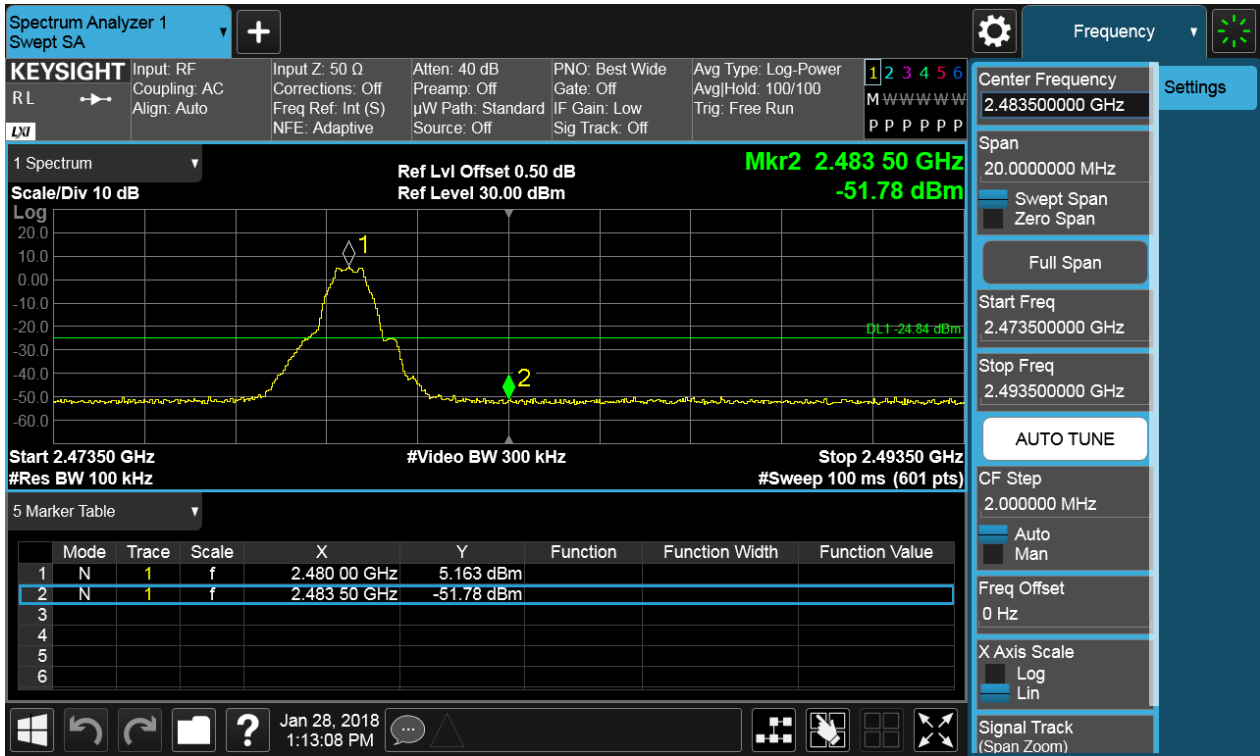 Spectrum Analyzer 1
Swept SA
+
Frequency
KEYSIGHT
RL
LXI
Input: RF
Coupling: AC
Align: Auto
Input Z: 50 Ω
Corrections: Off
Freq Ref: Int (S)
NFE: Adaptive
Atten: 40 dB
Preamp: Off
µW Path: Standard
Source: Off
PNO: Best Wide
Gate: Off
IF Gain: Low
Sig Track: Off
Avg Type: Log-Power
Avg|Hold: 100/100
Trig: Free Run
1 2 3 4 5 6
M W W W W W
P P P P P P
1 Spectrum
Scale/Div 10 dB
Ref Lvl Offset 0.50 dB
Ref Level 30.00 dBm
Mkr2 2.483 50 GHz
-51.78 dBm
Log
20.0
10.0
0.00
-10.0
-20.0
-30.0
-40.0
-50.0
-60.0
1
2
DL1 -24.84 dBm
Start 2.47350 GHz
#Video BW 300 kHz
Stop 2.49350 GHz
#Res BW 100 kHz
#Sweep 100 ms (601 pts)
5 Marker Table
Mode Trace Scale X Y Function Function Width Function Value
1 N 1 f 2.480 00 GHz 5.163 dBm
2 N 1 f 2.483 50 GHz -51.78 dBm
3
4
5
6
Jan 28, 2018
1:13:08 PM
?
Center Frequency
2.483500000 GHz
Settings
Span
20.0000000 MHz
Swept Span
Zero Span
Full Span
Start Freq
2.473500000 GHz
Stop Freq
2.493500000 GHz
AUTO TUNE
CF Step
2.000000 MHz
Auto
Man
Freq Offset
0 Hz
X Axis Scale
Log
Lin
Signal Track
(Span Zoom)